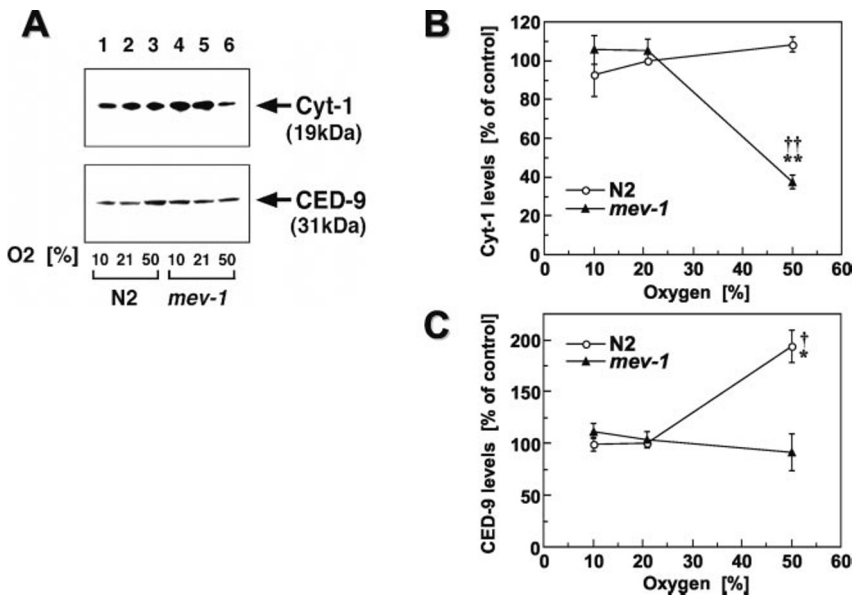 A
1 2 3 4 5 6
Cyt-1
(19kDa)
CED-9
(31kDa)
O2 [%] 10 21 50 10 21 50
N2 mev-1
B
Cyt-1 levels [% of control]
120
100
80
60
40
20
0
N2
mev-1
††
**
0 10 20 30 40 50 60
Oxygen [%]
C
CED-9 levels [% of control]
200
150
100
50
0
N2
mev-1
†
*
0 10 20 30 40 50 60
Oxygen [%]